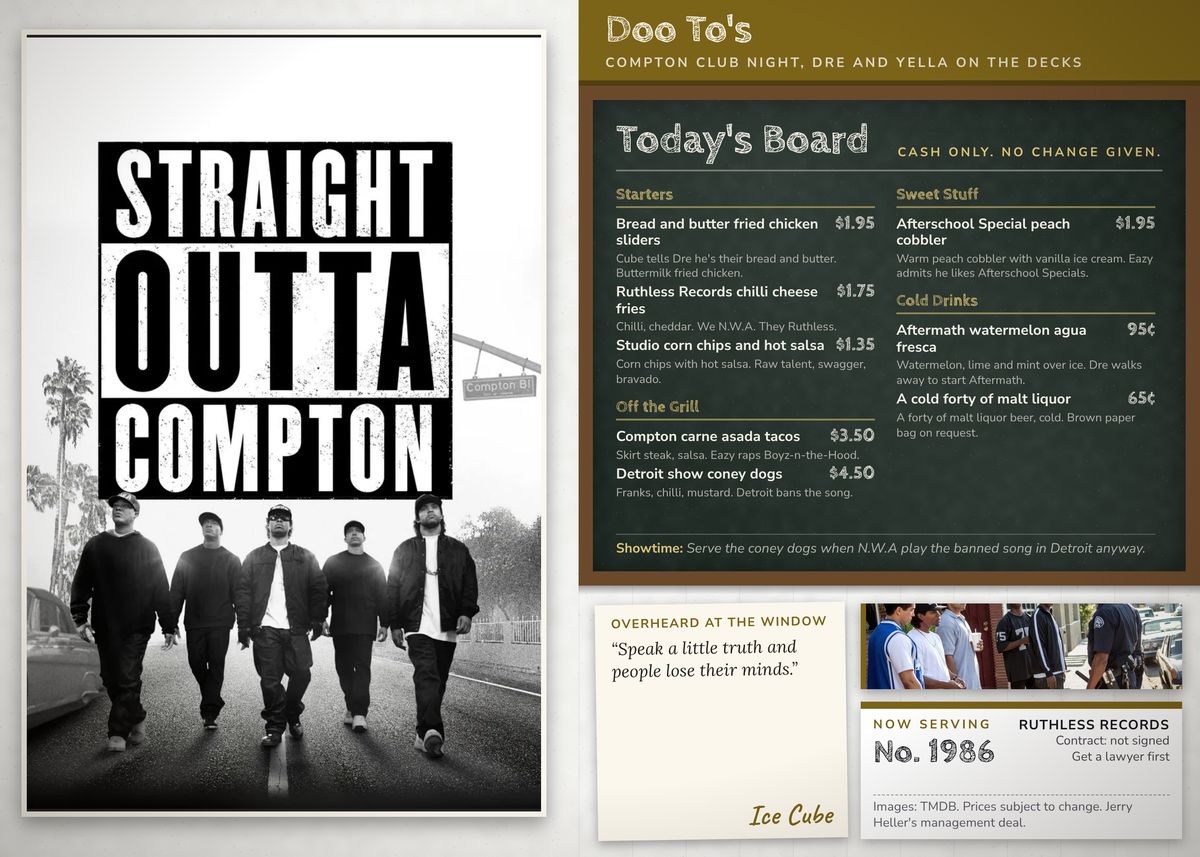 STRAIGHT
OUTTA
COMPTON
Compton Bl
Doo To's
COMPTON CLUB NIGHT, DRE AND YELLA ON THE DECKS
Today's Board
CASH ONLY. NO CHANGE GIVEN.
Starters
Bread and butter fried chicken $1.95
sliders
Cube tells Dre he's their bread and butter.
Buttermilk fried chicken.
Ruthless Records chilli cheese $1.75
fries
Chilli, cheddar. We N.W.A. They Ruthless.
Studio corn chips and hot salsa $1.35
Corn chips with hot salsa. Raw talent, swagger,
bravado.
Off the Grill
Compton carne asada tacos $3.50
Skirt steak, salsa. Eazy raps Boyz-n-the-Hood.
Detroit show coney dogs $4.50
Franks, chilli, mustard. Detroit bans the song.
Sweet Stuff
Afterschool Special peach $1.95
cobbler
Warm peach cobbler with vanilla ice cream. Eazy
admits he likes Afterschool Specials.
Cold Drinks
Aftermath watermelon agua 95¢
fresca
Watermelon, lime and mint over ice. Dre walks
away to start Aftermath.
A cold forty of malt liquor 65¢
A forty of malt liquor beer, cold. Brown paper
bag on request.
Showtime: Serve the coney dogs when N.W.A play the banned song in Detroit anyway.
OVERHEARD AT THE WINDOW
“Speak a little truth and
people lose their minds.”
Ice Cube
NOW SERVING
No. 1986
RUTHLESS RECORDS
Contract: not signed
Get a lawyer first
Images: TMDB. Prices subject to change. Jerry
Heller's management deal.